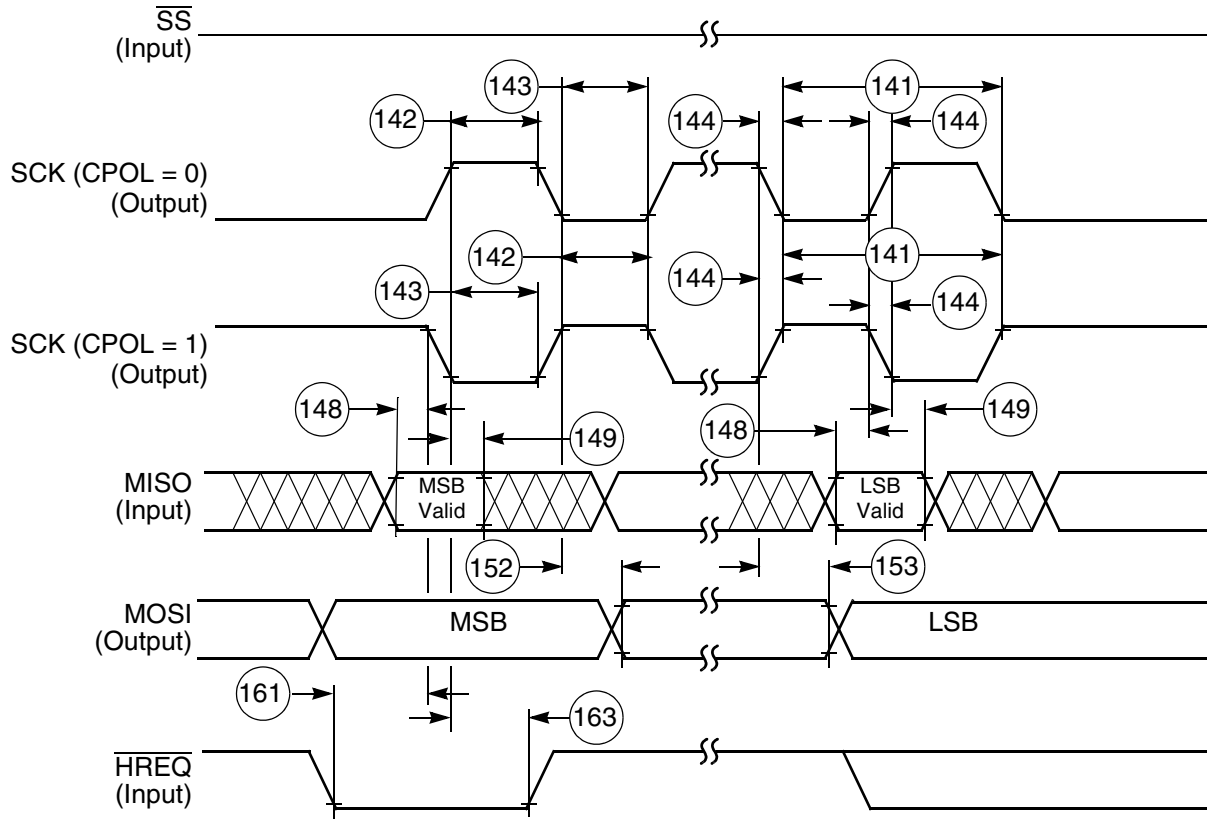 SS
(Input)
143
141
142
144
144
SCK (CPOL = 0)
(Output)
142
141
143
144
144
SCK (CPOL = 1)
(Output)
148
149
148
149
MISO
(Input)
MSB
Valid
LSB
Valid
152
153
MOSI
(Output)
MSB
LSB
161
163
HREQ
(Input)